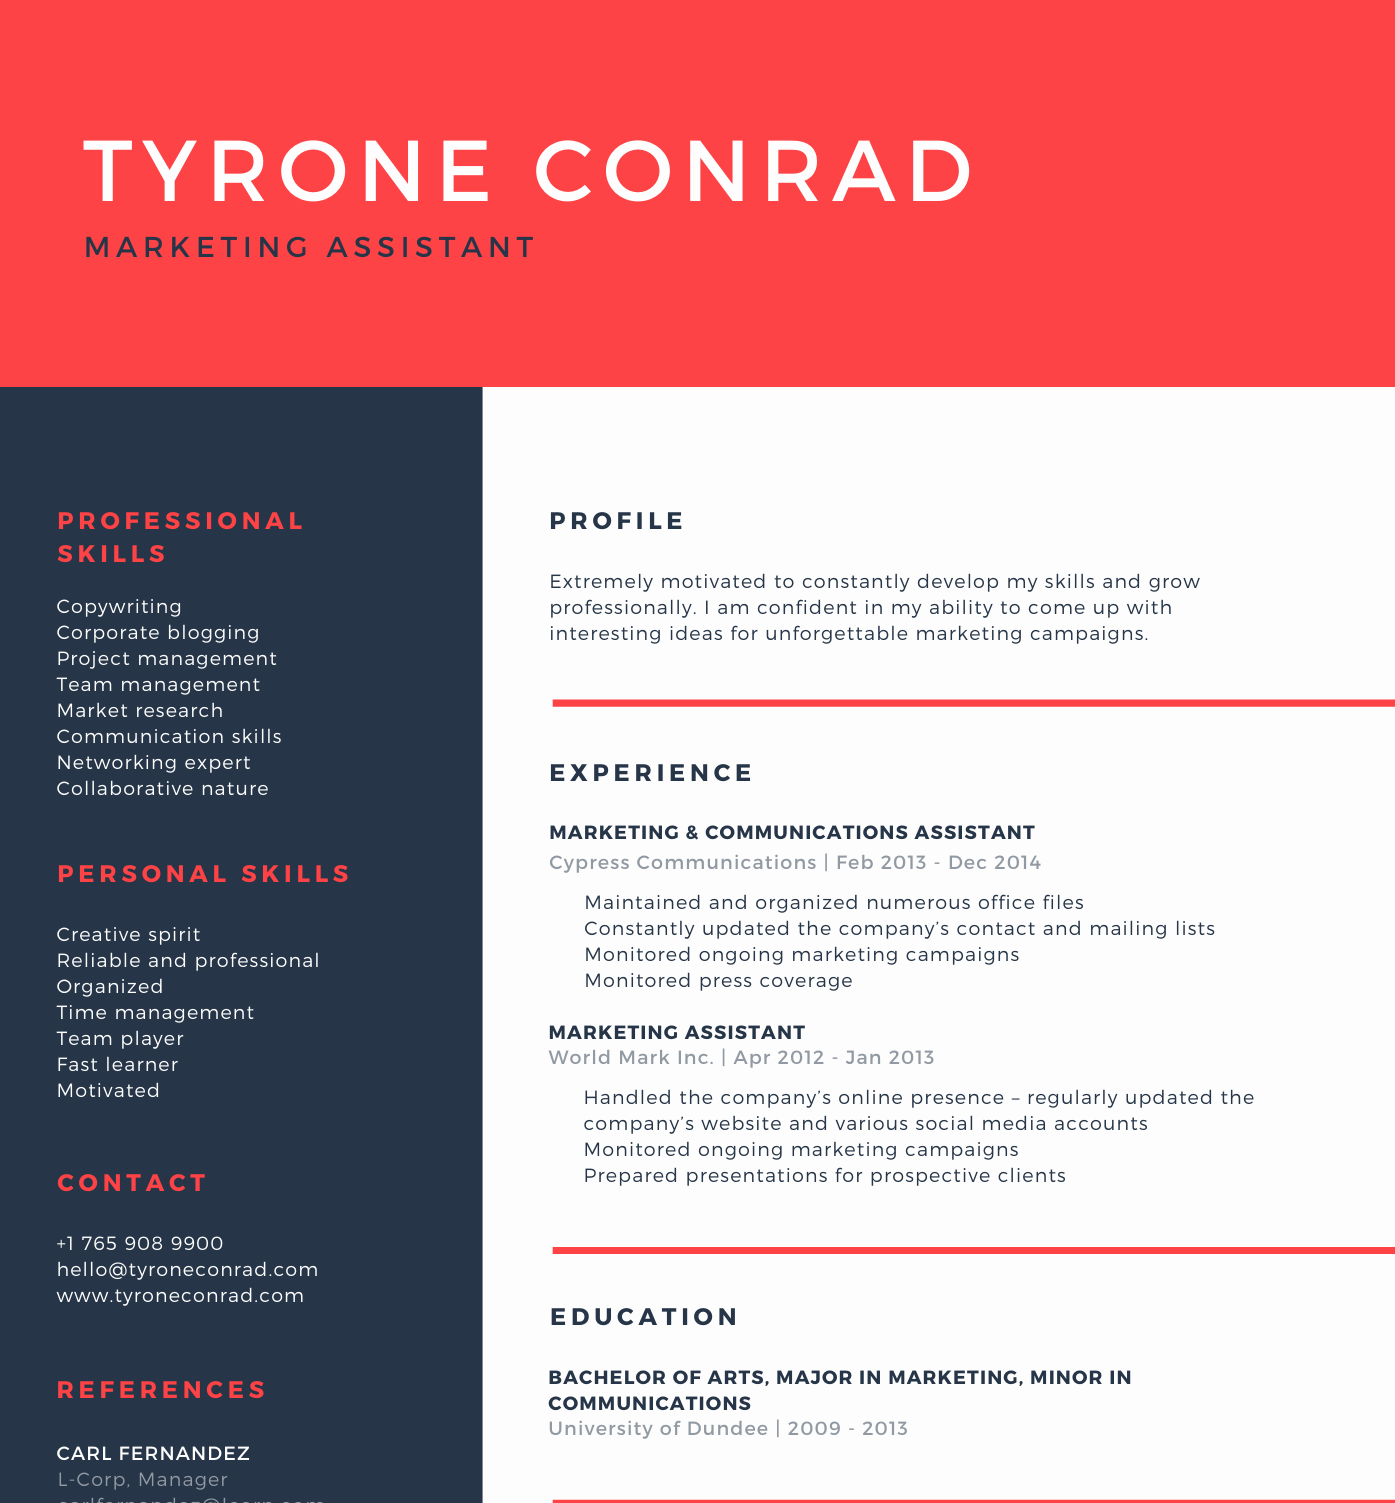 TYRONE CONRAD
MARKETING ASSISTANT
PROFESSIONAL
SKILLS
Copywriting
Corporate blogging
Project management
Team management
Market research
Communication skills
Networking expert
Collaborative nature
PERSONAL SKILLS
Creative spirit
Reliable and professional
Organized
Time management
Team player
Fast learner
Motivated
CONTACT
+1 765 908 9900
hello@tyroneconrad.com
www.tyroneconrad.com
REFERENCES
CARL FERNANDEZ
L-Corp, Manager
PROFILE
Extremely motivated to constantly develop my skills and grow
professionally. I am confident in my ability to come up with
interesting ideas for unforgettable marketing campaigns.
EXPERIENCE
MARKETING & COMMUNICATIONS ASSISTANT
Cypress Communications | Feb 2013 - Dec 2014
Maintained and organized numerous office files
Constantly updated the company’s contact and mailing lists
Monitored ongoing marketing campaigns
Monitored press coverage
MARKETING ASSISTANT
World Mark Inc. | Apr 2012 - Jan 2013
Handled the company’s online presence – regularly updated the
company’s website and various social media accounts
Monitored ongoing marketing campaigns
Prepared presentations for prospective clients
EDUCATION
BACHELOR OF ARTS, MAJOR IN MARKETING, MINOR IN
COMMUNICATIONS
University of Dundee | 2009 - 2013